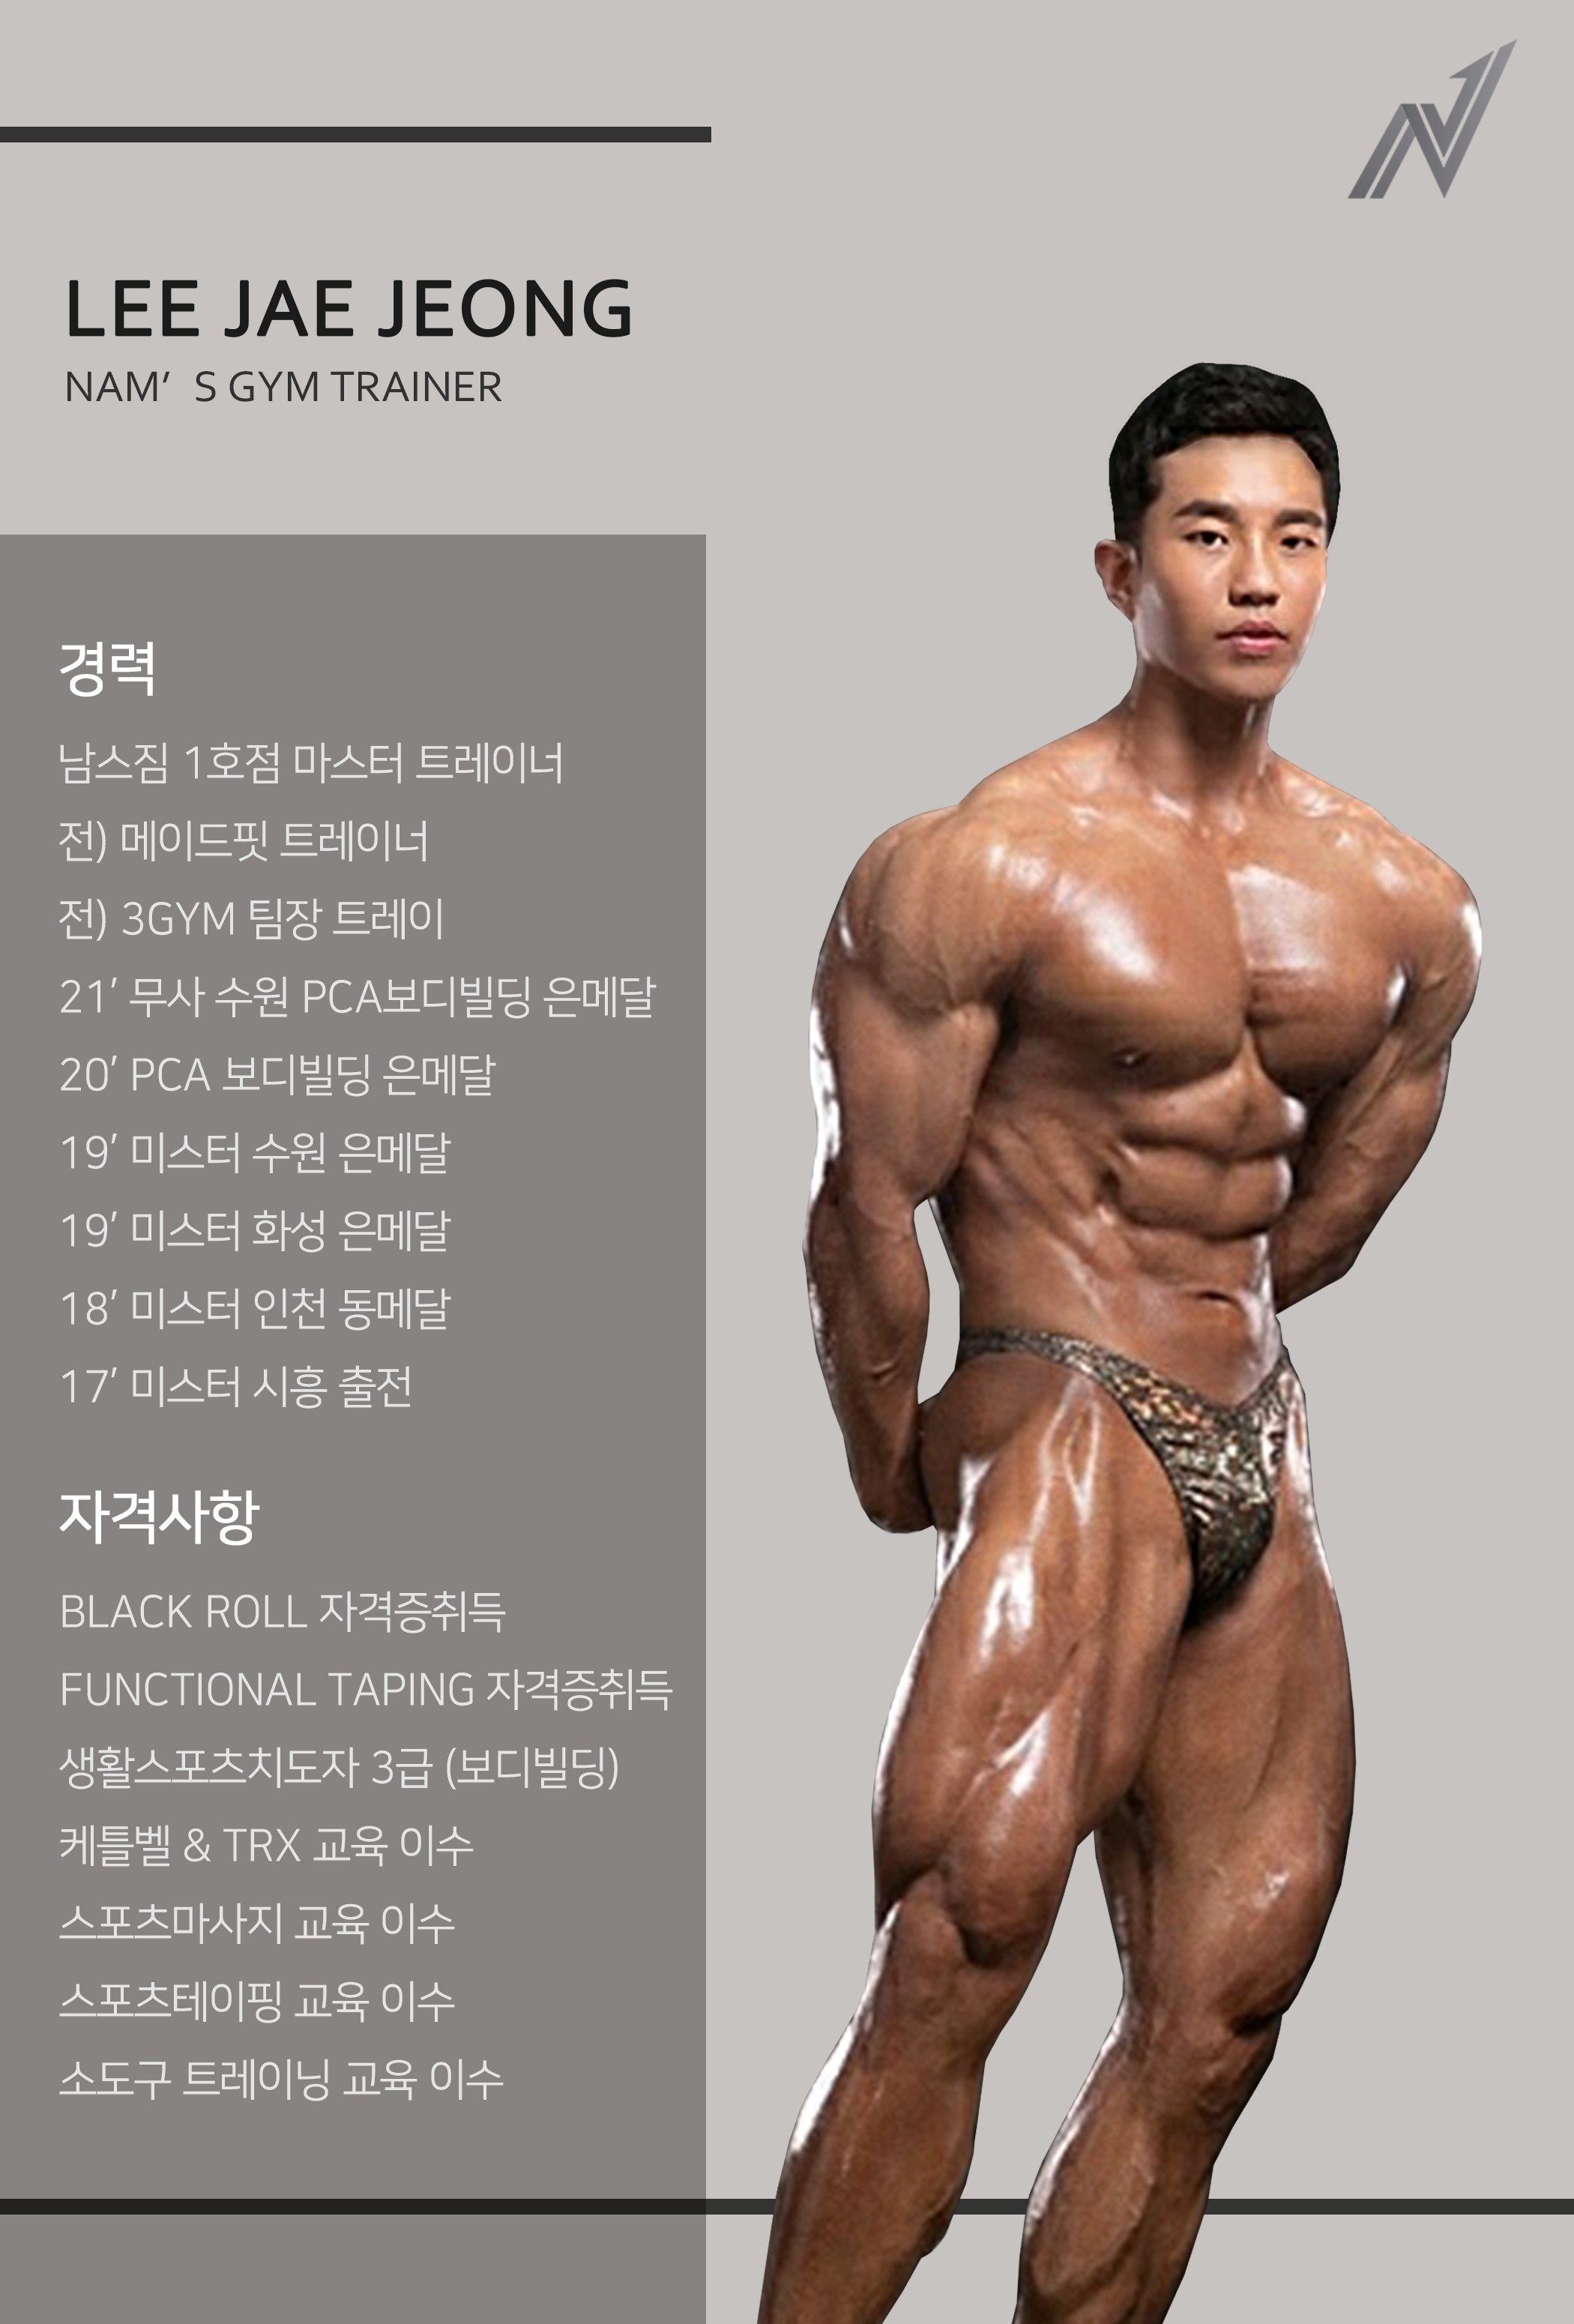 LEE JAE JEONG
NAM’ S GYM TRAINER
경력
남스짐 1호점 마스터 트레이너
전) 메이드핏 트레이너
전) 3GYM 팀장 트레이
21’ 무사 수원 PCA보디빌딩 은메달
20’ PCA 보디빌딩 은메달
19’ 미스터 수원 은메달
19’ 미스터 화성 은메달
18’ 미스터 인천 동메달
17’ 미스터 시흥 출전
자격사항
BLACK ROLL 자격증취득
FUNCTIONAL TAPING 자격증취득
생활스포츠치도자 3급 (보디빌딩)
케틀벨 & TRX 교육 이수
스포츠마사지 교육 이수
스포츠테이핑 교육 이수
소도구 트레이닝 교육 이수